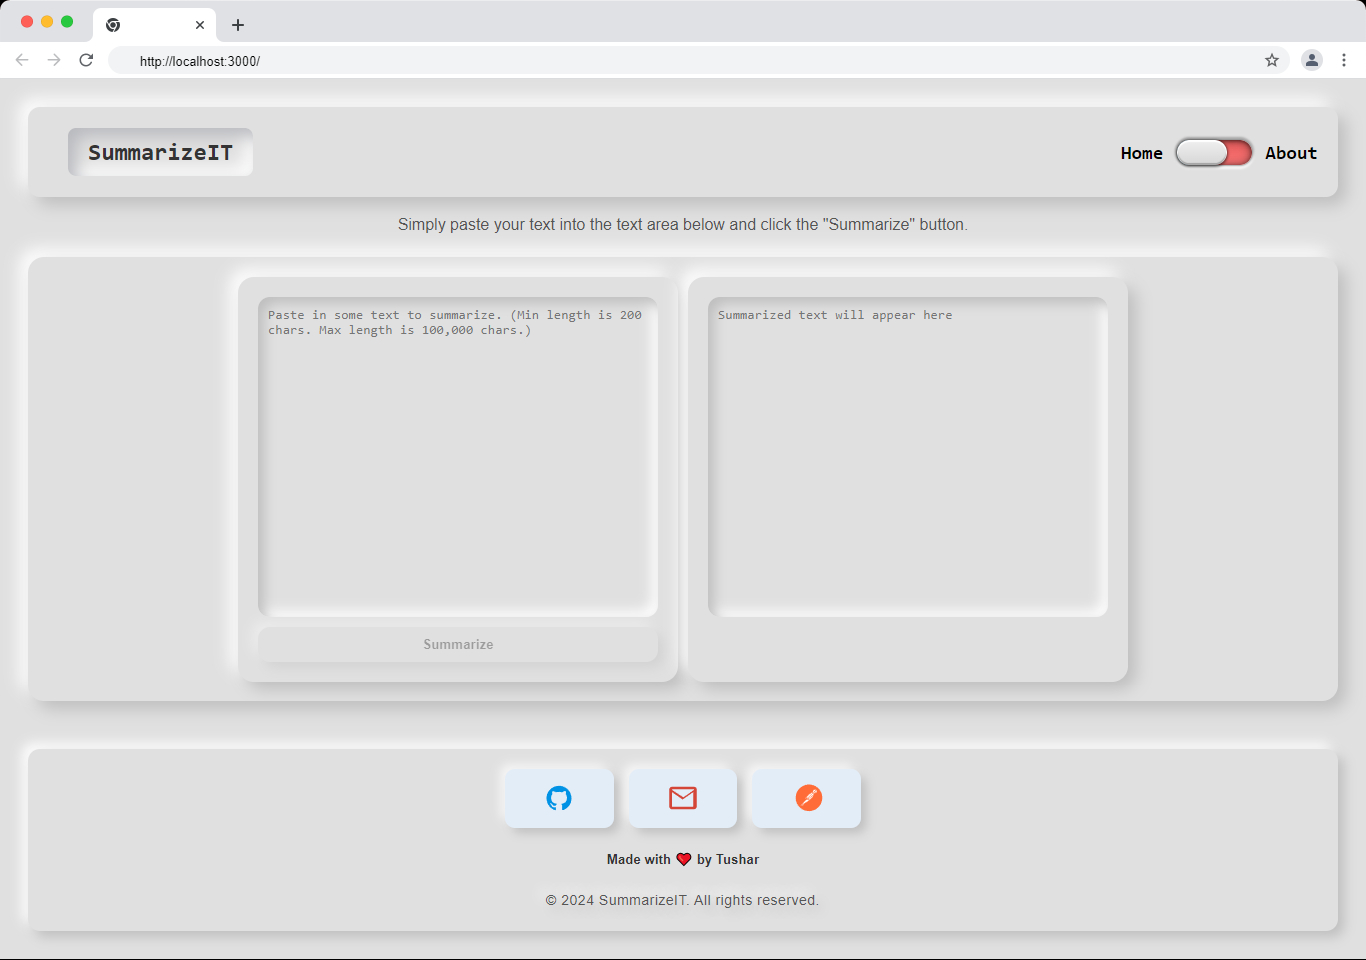 http://localhost:3000/
SummarizeIT
Home
About
Simply paste your text into the text area below and click the "Summarize" button.
Paste in some text to summarize. (Min length is 200
chars. Max length is 100,000 chars.)
Summarized text will appear here
Summarize
Made with ❤ by Tushar
© 2024 SummarizeIT. All rights reserved.